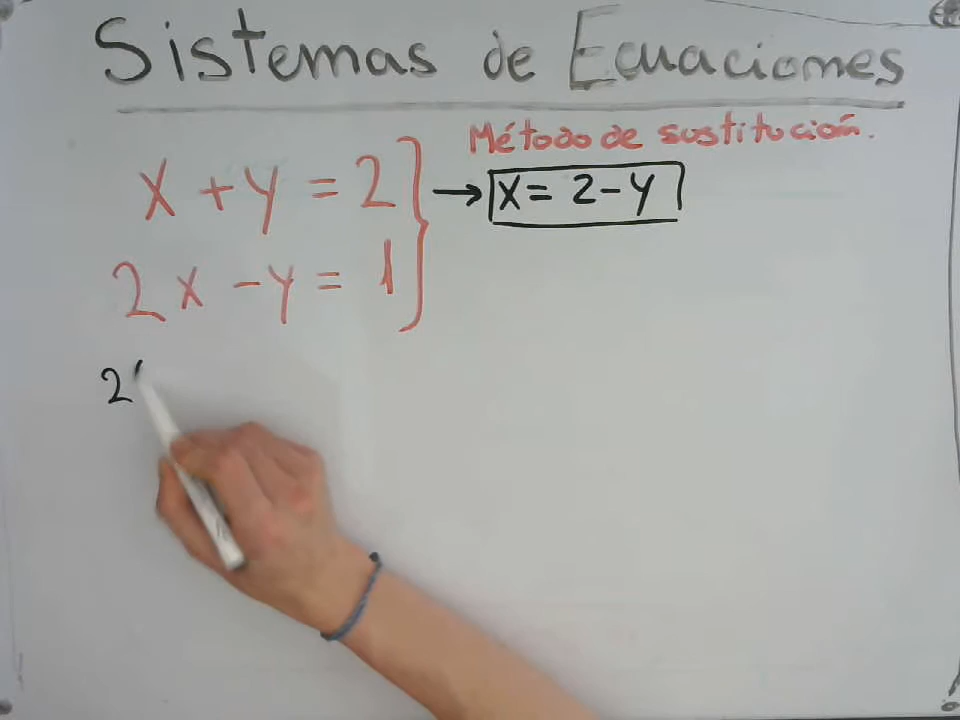 Sistemas de Ecuaciones
Método de sustitución.
x + y = 2 → x = 2 - y
2x - y = 1
2(